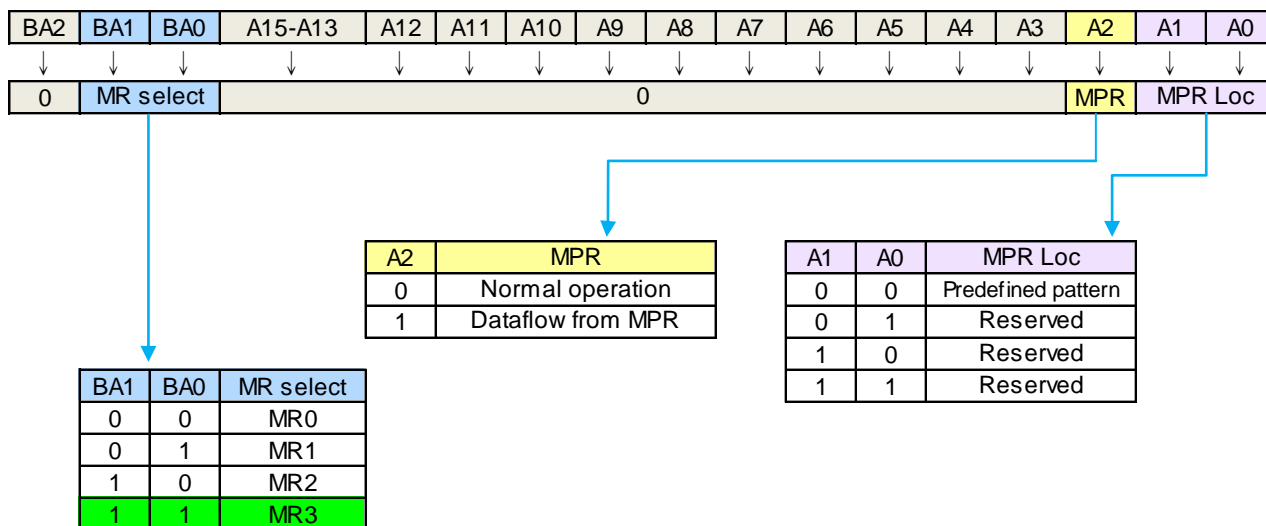 BA2 BA1 BA0 A15-A13 A12 A11 A10 A9 A8 A7 A6 A5 A4 A3 A2 A1 A0
0 MR select 0 MPR MPR Loc
A2 MPR
0 Normal operation
1 Dataflow from MPR
A1 A0 MPR Loc
0 0 Predefined pattern
0 1 Reserved
1 0 Reserved
1 1 Reserved
BA1 BA0 MR select
0 0 MR0
0 1 MR1
1 0 MR2
1 1 MR3